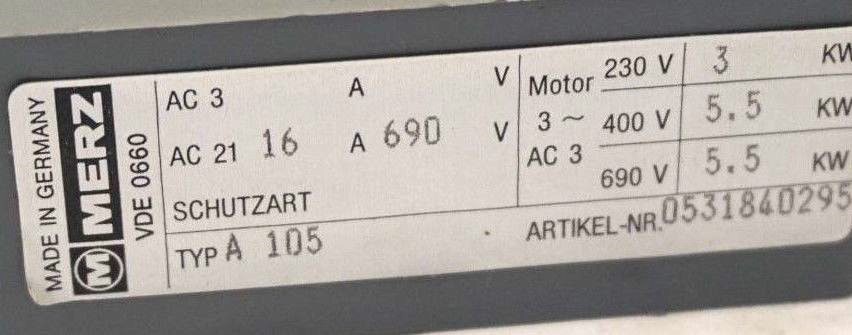 MADE IN GERMANY
M MERZ
VDE 0660
AC 3 A V
AC 21 16 A 690 V
SCHUTZART
TYP A 105
Motor 3 ~ AC 3
230 V 3 KW
400 V 5.5 KW
690 V 5.5 KW
ARTIKEL-NR. 0531840295